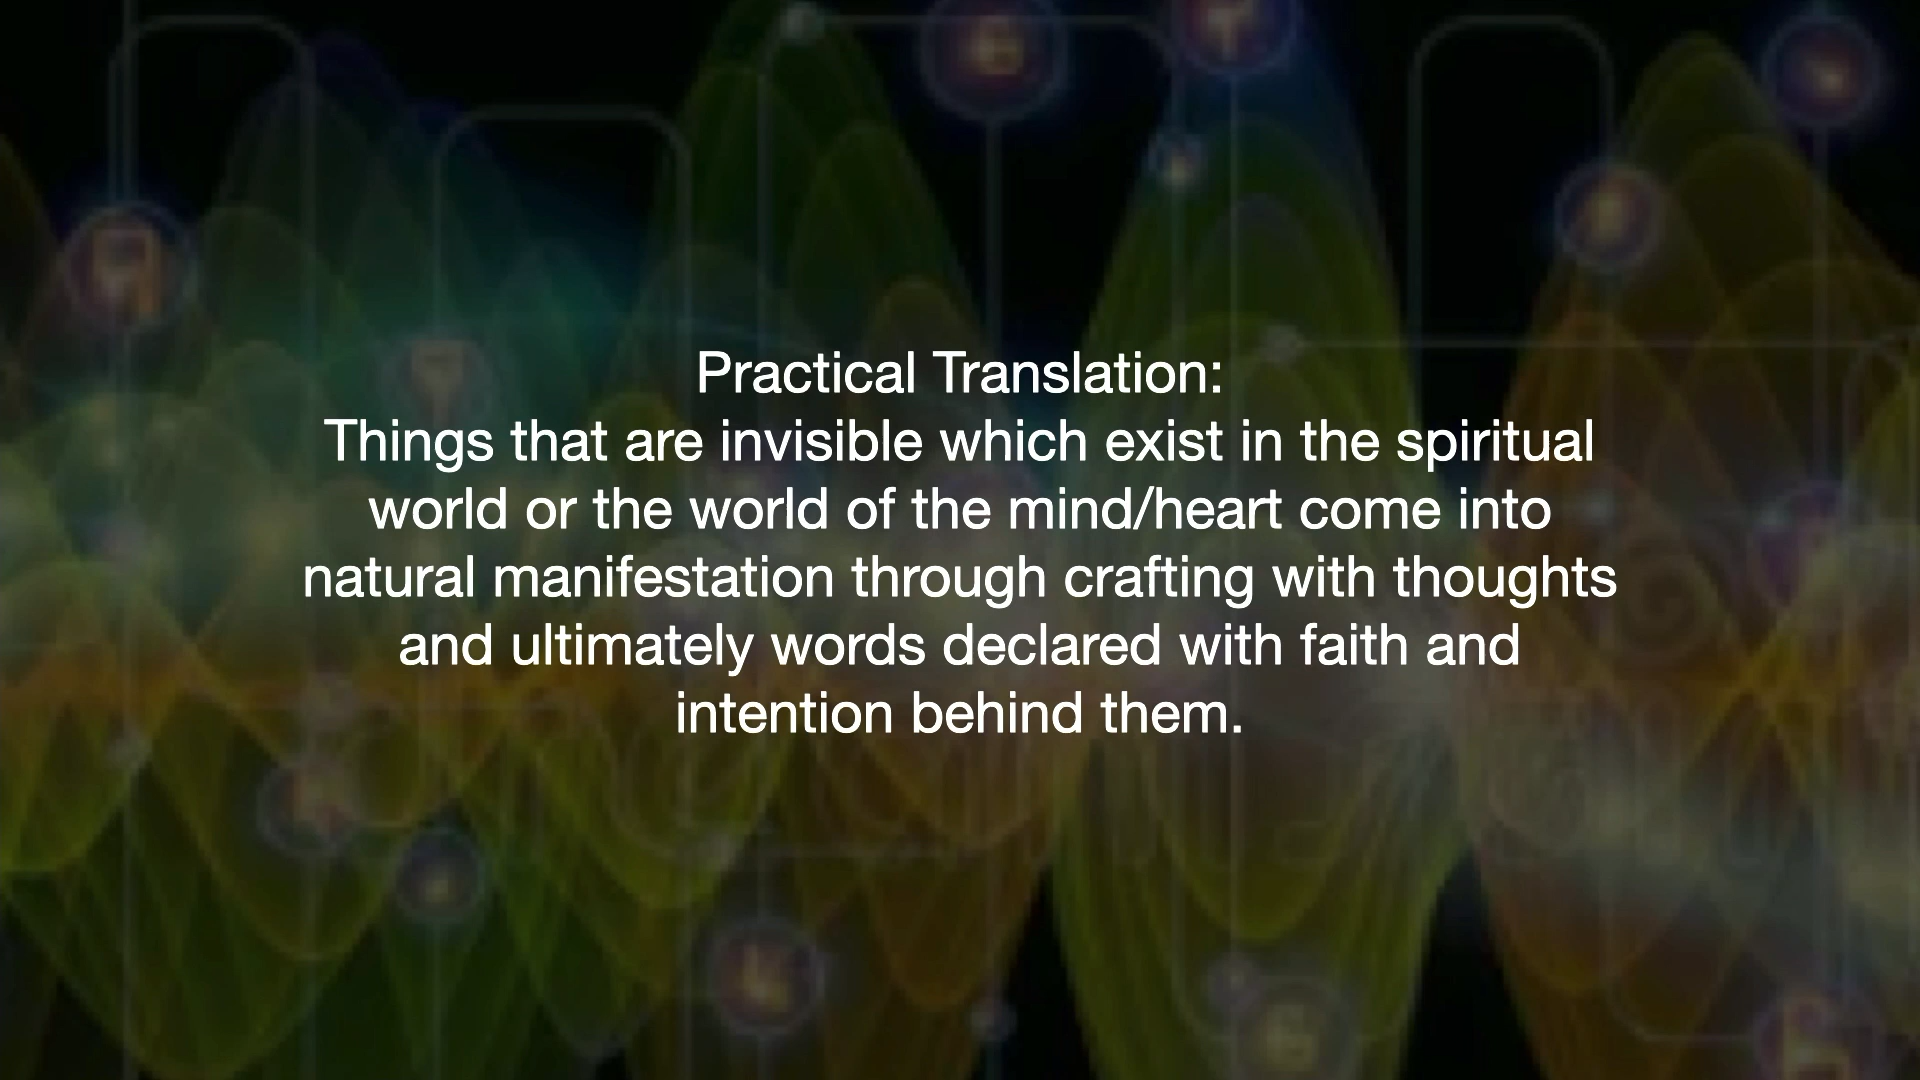 Practical Translation:
Things that are invisible which exist in the spiritual
world or the world of the mind/heart come into
natural manifestation through crafting with thoughts
and ultimately words declared with faith and
intention behind them.